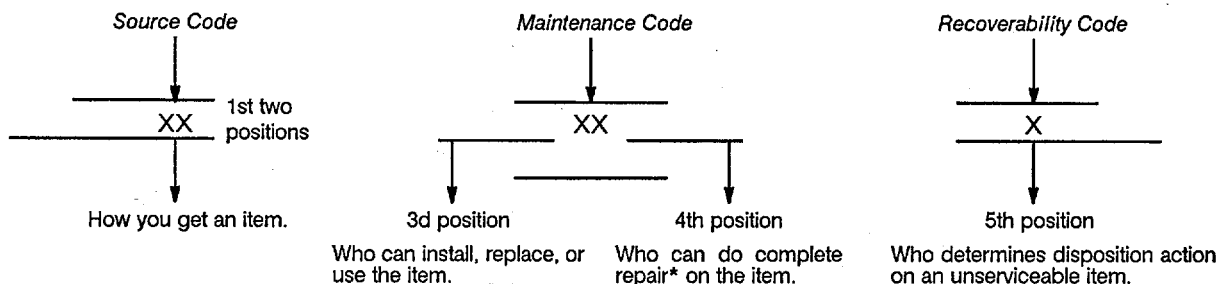 Source Code
Maintenance Code
Recoverability Code
XX
1st two
positions
XX
X
How you get an item.
3d position
4th position
5th position
Who can install, replace, or
use the item.
Who can do complete
repair* on the item.
Who determines disposition action
on an unserviceable item.